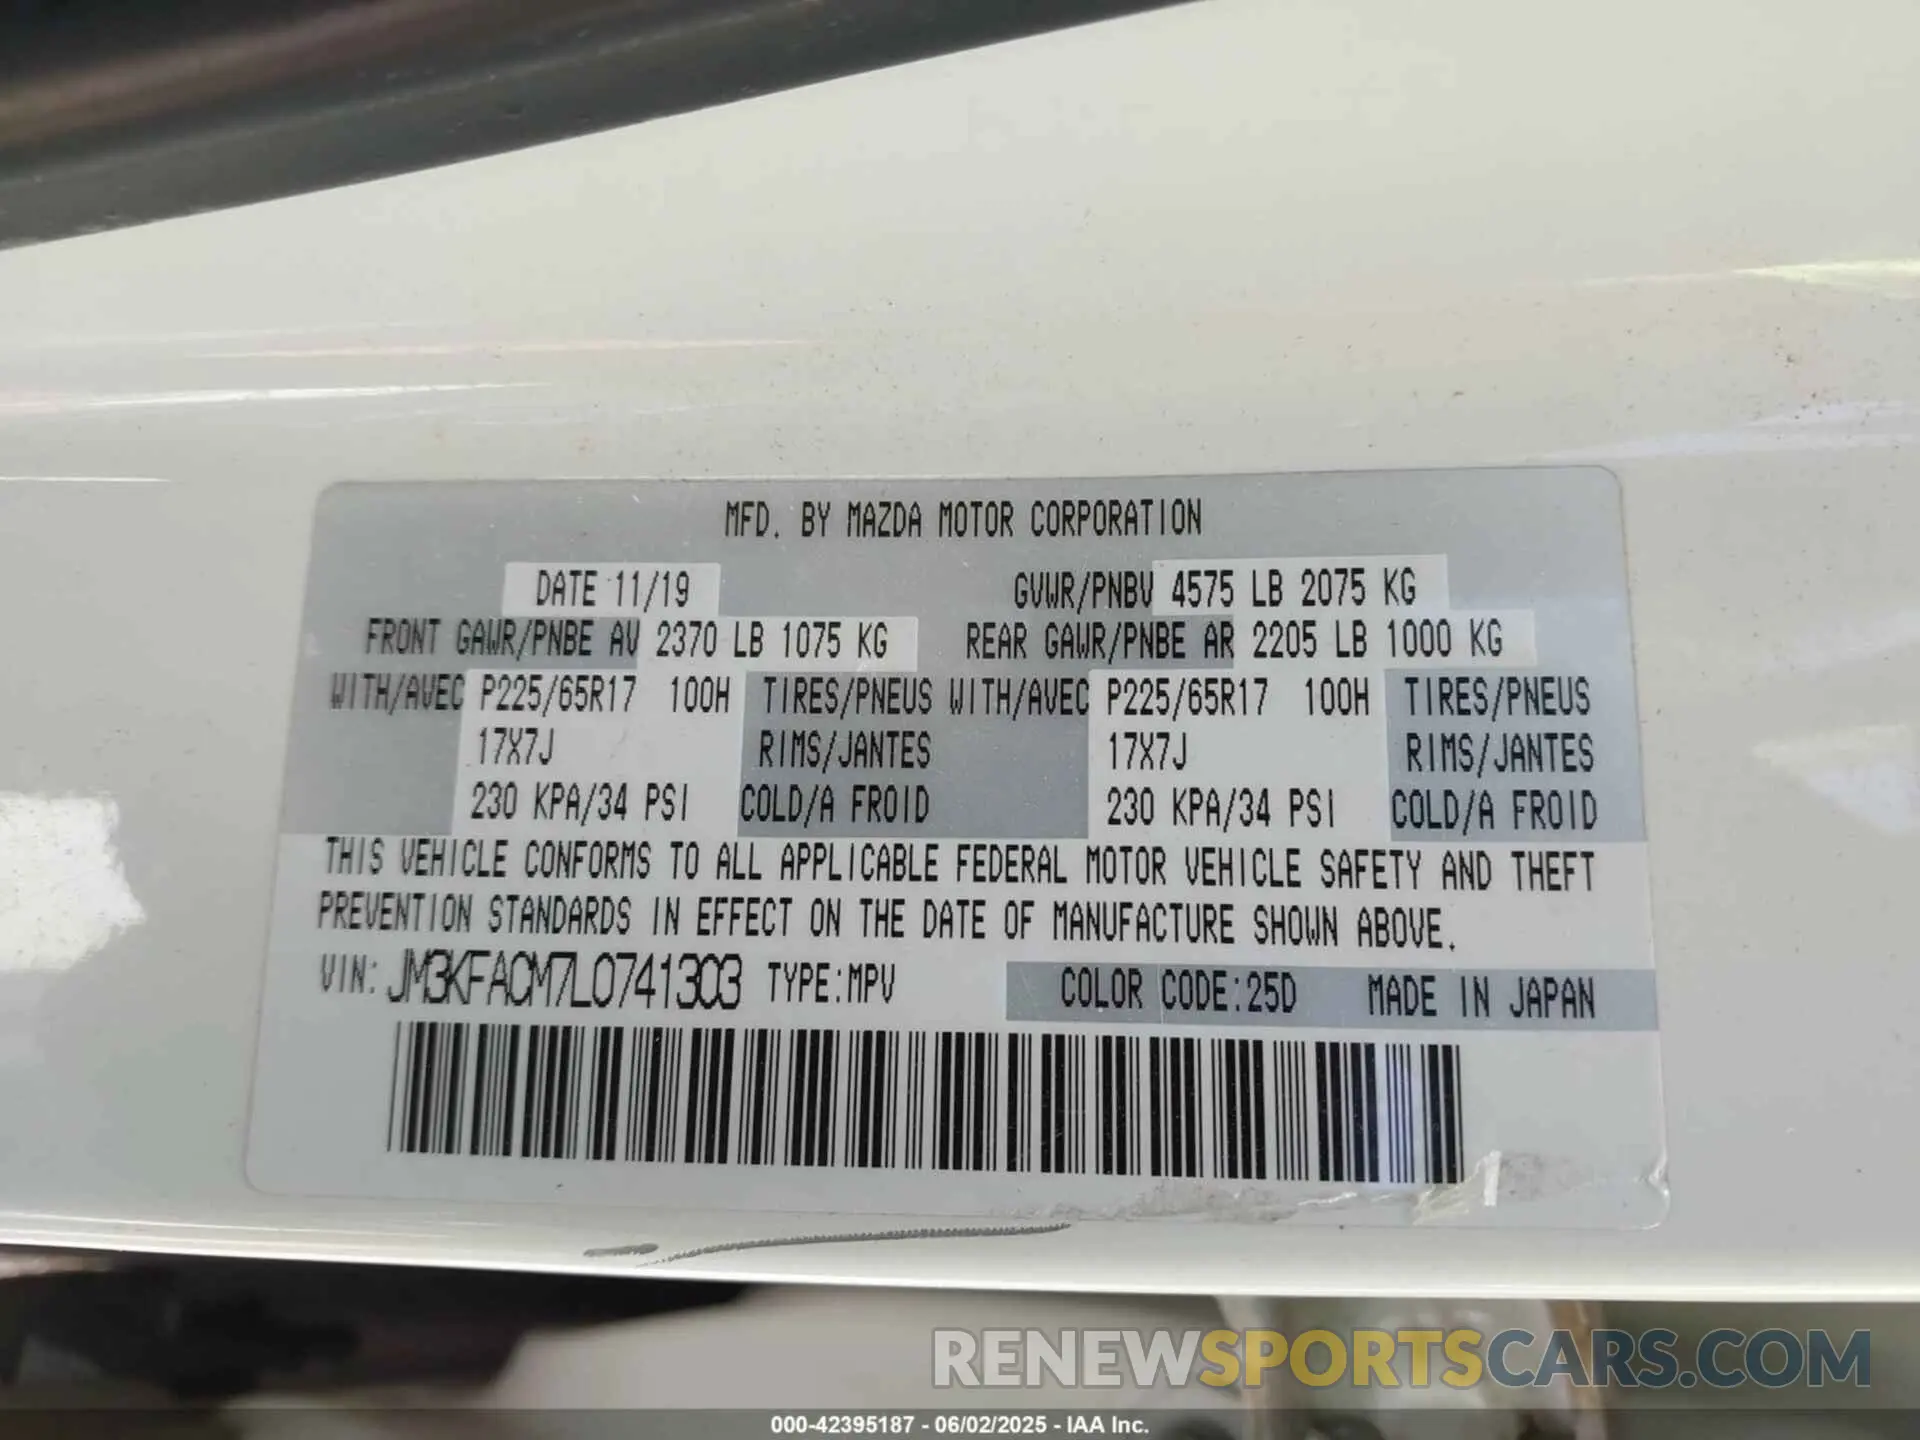 MFD. BY MAZDA MOTOR CORPORATION
DATE 11/19 GVWR/PNBV 4575 LB 2075 KG
FRONT GAWR/PNBE AV 2370 LB 1075 KG REAR GAWR/PNBE AR 2205 LB 1000 KG
WITH/AVEC P225/65R17 100H TIRES/PNEUS WITH/AVEC P225/65R17 100H TIRES/PNEUS
17X7J RIMS/JANTES 17X7J RIMS/JANTES
230 KPA/34 PSI COLD/A FROID 230 KPA/34 PSI COLD/A FROID
THIS VEHICLE CONFORMS TO ALL APPLICABLE FEDERAL MOTOR VEHICLE SAFETY AND THEFT
PREVENTION STANDARDS IN EFFECT ON THE DATE OF MANUFACTURE SHOWN ABOVE.
VIN: JM3KFACM7L0741303 TYPE:MPV COLOR CODE:25D MADE IN JAPAN
RENEWSPORTSCARS.COM
000-42395187 - 06/02/2025 - IAA Inc.